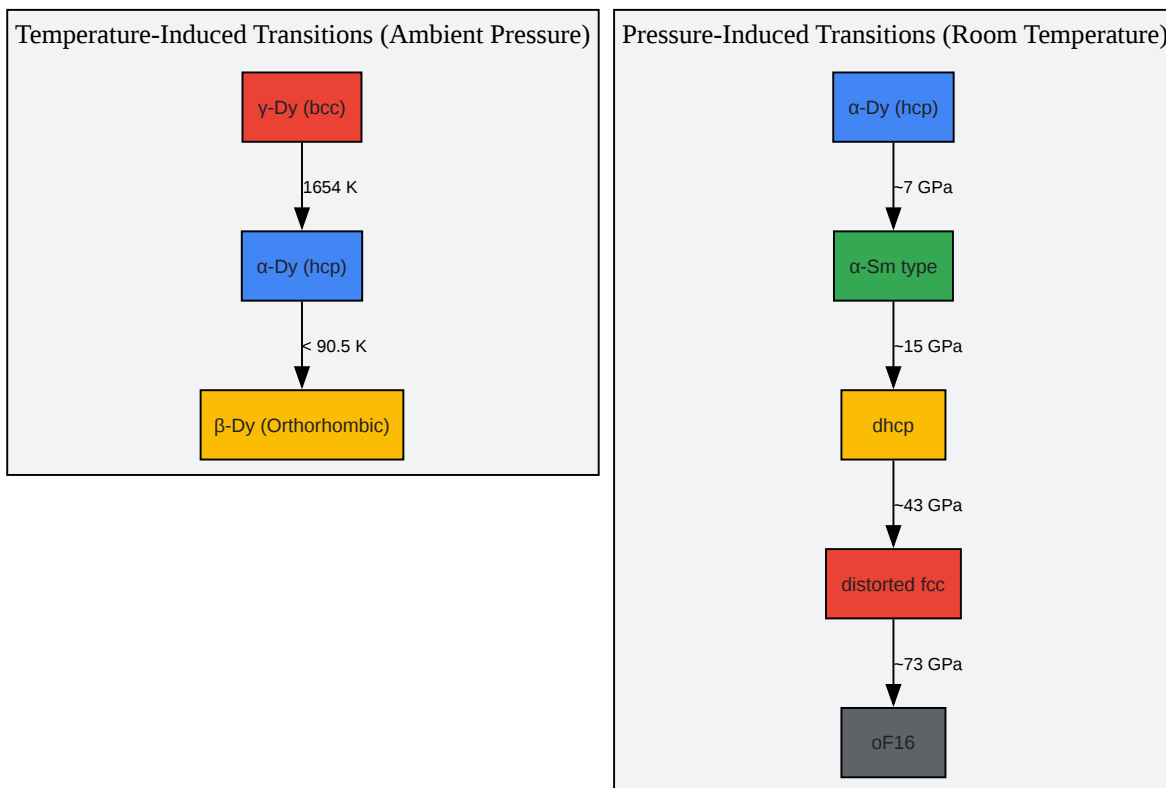 Temperature-Induced Transitions (Ambient Pressure)
γ-Dy (bcc)
1654 K
α-Dy (hcp)
< 90.5 K
β-Dy (Orthorhombic)
Pressure-Induced Transitions (Room Temperature)
α-Dy (hcp)
~7 GPa
α-Sm type
~15 GPa
dhcp
~43 GPa
distorted fcc
~73 GPa
oF16